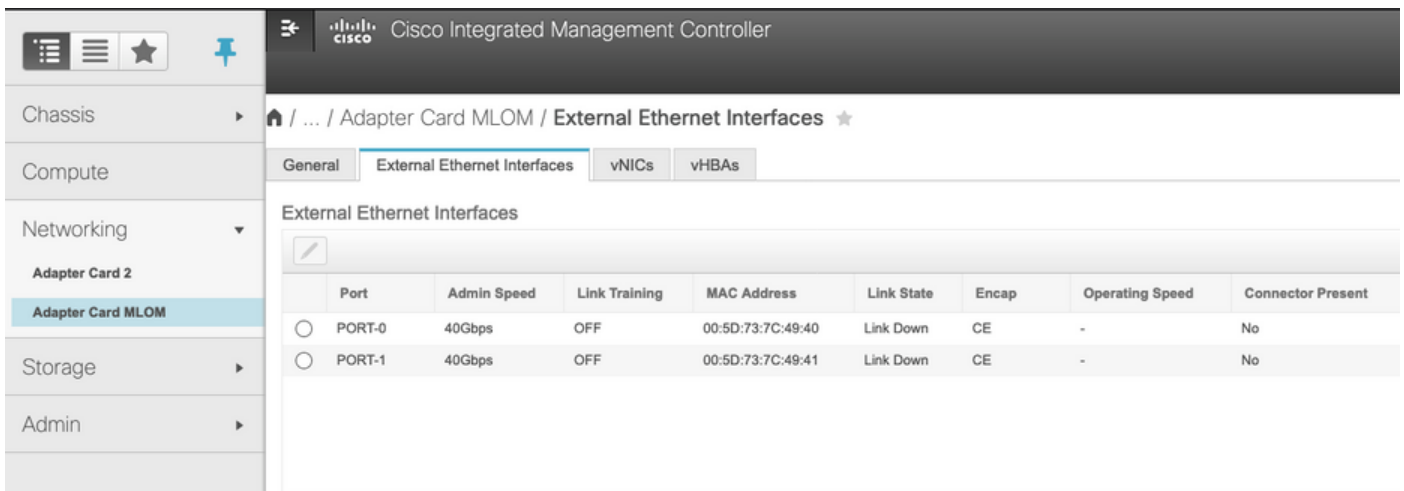 CISCO Cisco Integrated Management Controller
Chassis
Compute
Networking
Adapter Card 2
Adapter Card MLOM
Storage
Admin
/ ... / Adapter Card MLOM / External Ethernet Interfaces
General External Ethernet Interfaces vNICs vHBAs
External Ethernet Interfaces
Port Admin Speed Link Training MAC Address Link State Encap Operating Speed Connector Present
PORT-0 40Gbps OFF 00:5D:73:7C:49:40 Link Down CE - No
PORT-1 40Gbps OFF 00:5D:73:7C:49:41 Link Down CE - No